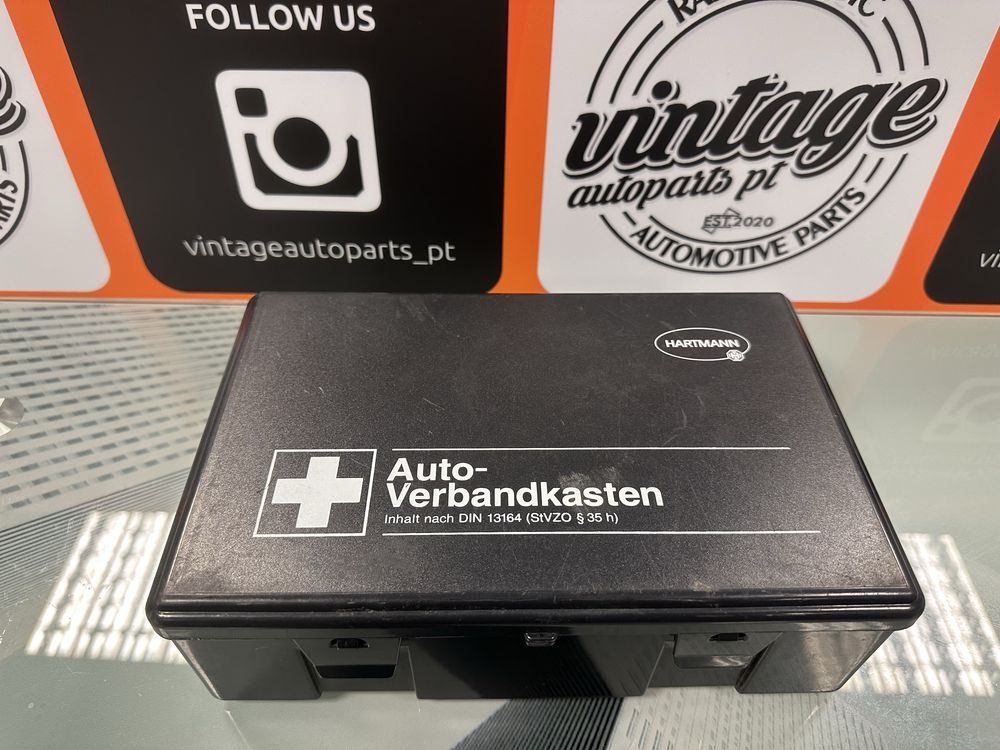 FOLLOW US
vintageautoparts_pt
vintage
autoparts pt
EST. 2020
AUTOMOTIVE PARTS
HARTMANN
Auto-
Verbandkasten
Inhalt nach DIN 13164 (StVZO § 35 h)